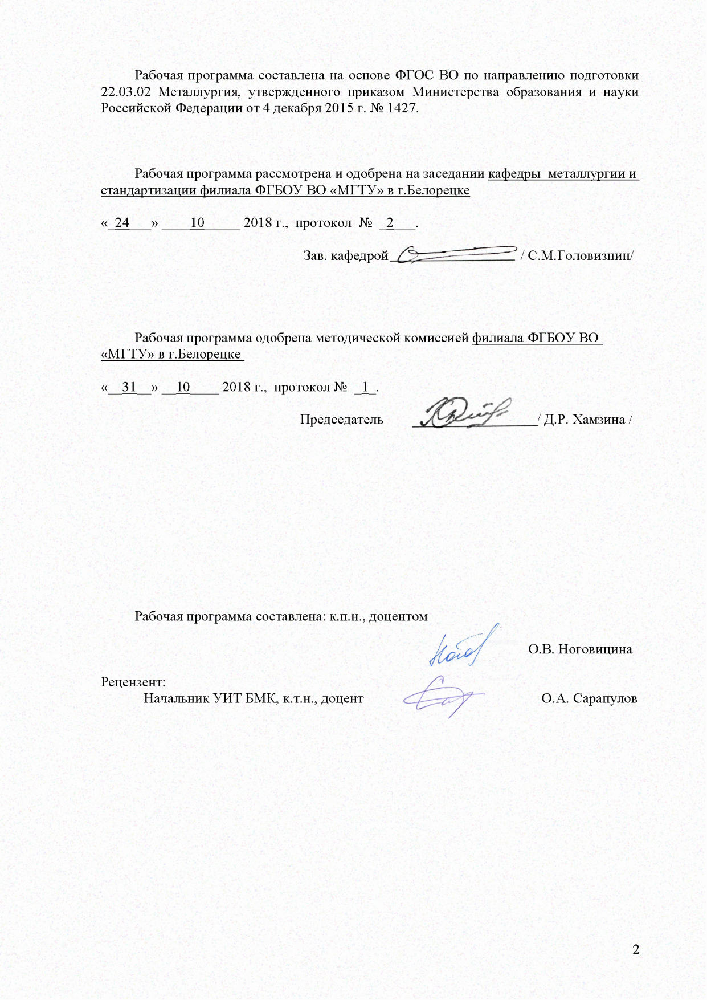 Рабочая программа составлена на основе ФГОС ВО по направлению подготовки
22.03.02 Металлургия, утвержденного приказом Министерства образования и науки
Российской Федерации от 4 декабря 2015 г. № 1427.
Рабочая программа рассмотрена и одобрена на заседании кафедры металлургии и
стандартизации филиала ФГБОУ ВО «МГТУ» в г.Белорецке
«_24___» ____10_____ 2018 г., протокол № _2___.
Зав. кафедрой / С.М.Головизнин/
Рабочая программа одобрена методической комиссией филиала ФГБОУ ВО
«МГТУ» в г.Белорецке
«__31__» __10____ 2018 г., протокол № _1_.
Председатель / Д.Р. Хамзина /
Рабочая программа составлена: к.п.н., доцентом
О.В. Ноговицина
Рецензент:
Начальник УИТ БМК, к.т.н., доцент О.А. Сарапулов
2